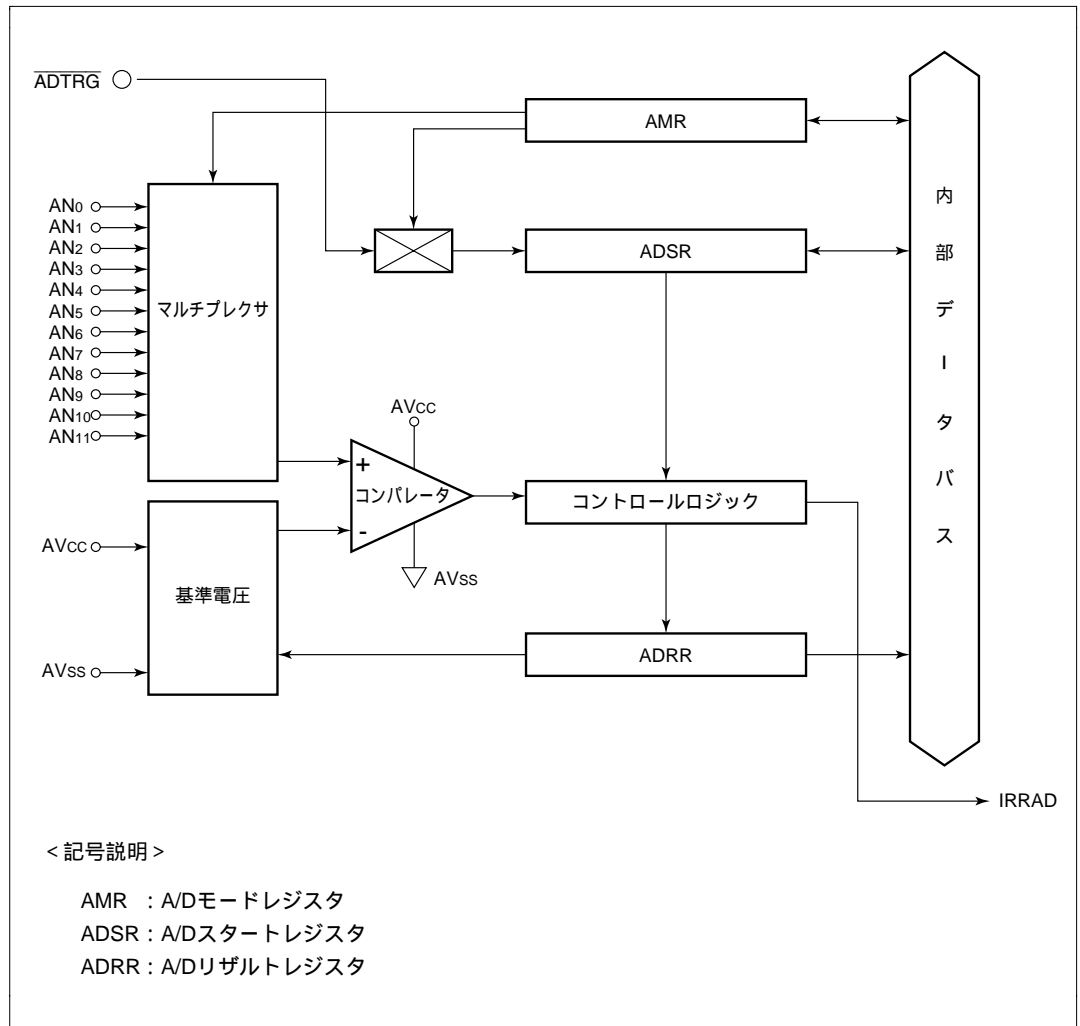 ADTRG
AMR
内部データバス
AN0
AN1
AN2
AN3
AN4
AN5
AN6
AN7
AN8
AN9
AN10
AN11
マルチプレクサ
ADSR
AVCC
+
コンパレータ
-
AVSS
コントロールロジック
AVCC
基準電圧
AVSS
ADRR
IRRAD
<記号説明>
AMR :A/Dモードレジスタ
ADSR:A/Dスタートレジスタ
ADRR:A/Dリザルトレジスタ